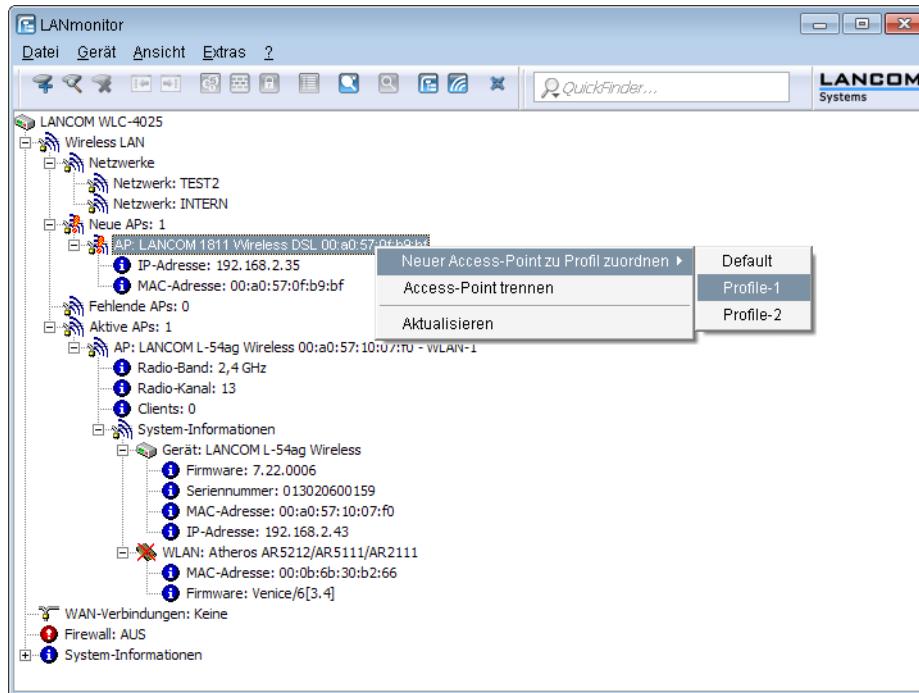 LANmonitor
Datei Gerät Ansicht Extras ?
QuickFinder...
LANCOM
Systems
LANCOM WLC-4025
Wireless LAN
Netzwerke
Netzwerk: TEST2
Netzwerk: INTERN
Neue APs: 1
AP: LANCOM 1811 Wireless DSL 00:a0:57:0f:b9:bf
IP-Adresse: 192.168.2.35
MAC-Adresse: 00:a0:57:0f:b9:bf
Neuer Access-Point zu Profil zuordnen
Access-Point trennen
Aktualisieren
Default
Profile-1
Profile-2
Fehlende APs: 0
Aktive APs: 1
AP: LANCOM L-54ag Wireless 00:a0:57:10:07:f0 - WLAN-1
Radio-Band: 2,4 GHz
Radio-Kanal: 13
Clients: 0
System-Informationen
Gerät: LANCOM L-54ag Wireless
Firmware: 7.22.0006
Seriennummer: 013020600159
MAC-Adresse: 00:a0:57:10:07:f0
IP-Adresse: 192.168.2.43
WLAN: Atheros AR5212/AR5111/AR2111
MAC-Adresse: 00:0b:6b:30:b2:66
Firmware: Venice/6[3.4]
WAN-Verbindungen: Keine
Firewall: AUS
System-Informationen